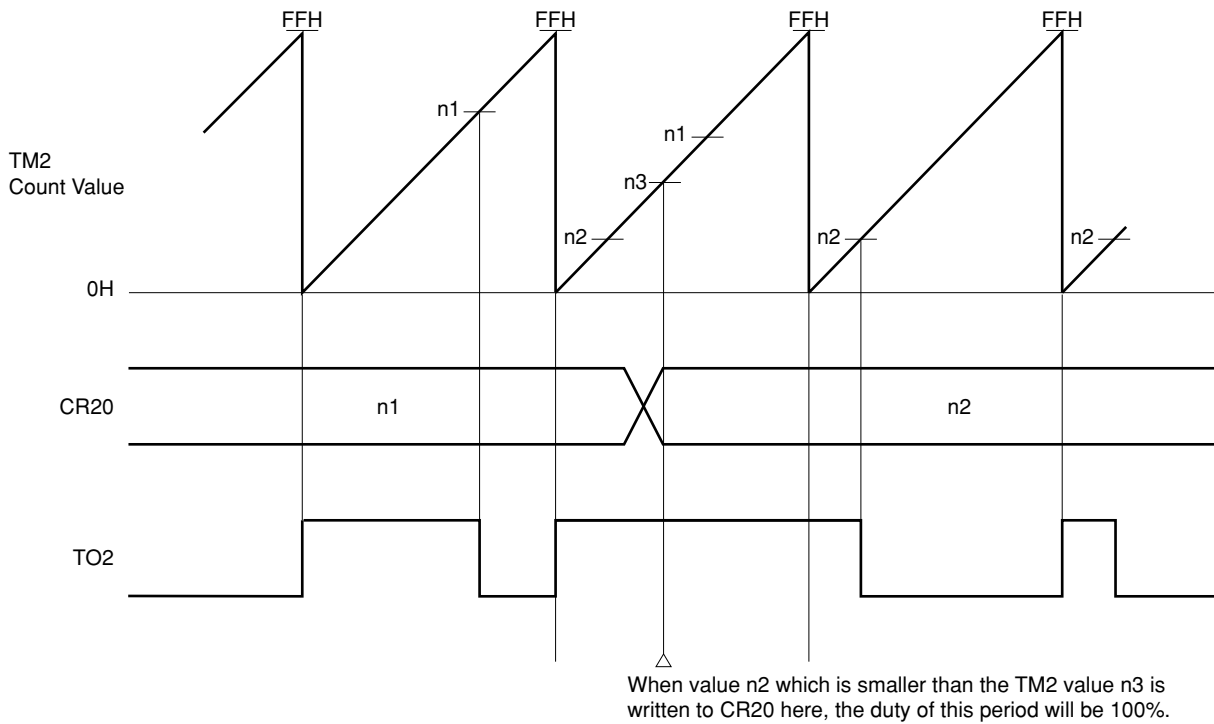 FFH FFH FFH FFH
n1
n1
TM2
Count Value
n3
n2 n2 n2
0H
CR20 n1 n2
TO2
When value n2 which is smaller than the TM2 value n3 is
written to CR20 here, the duty of this period will be 100%.